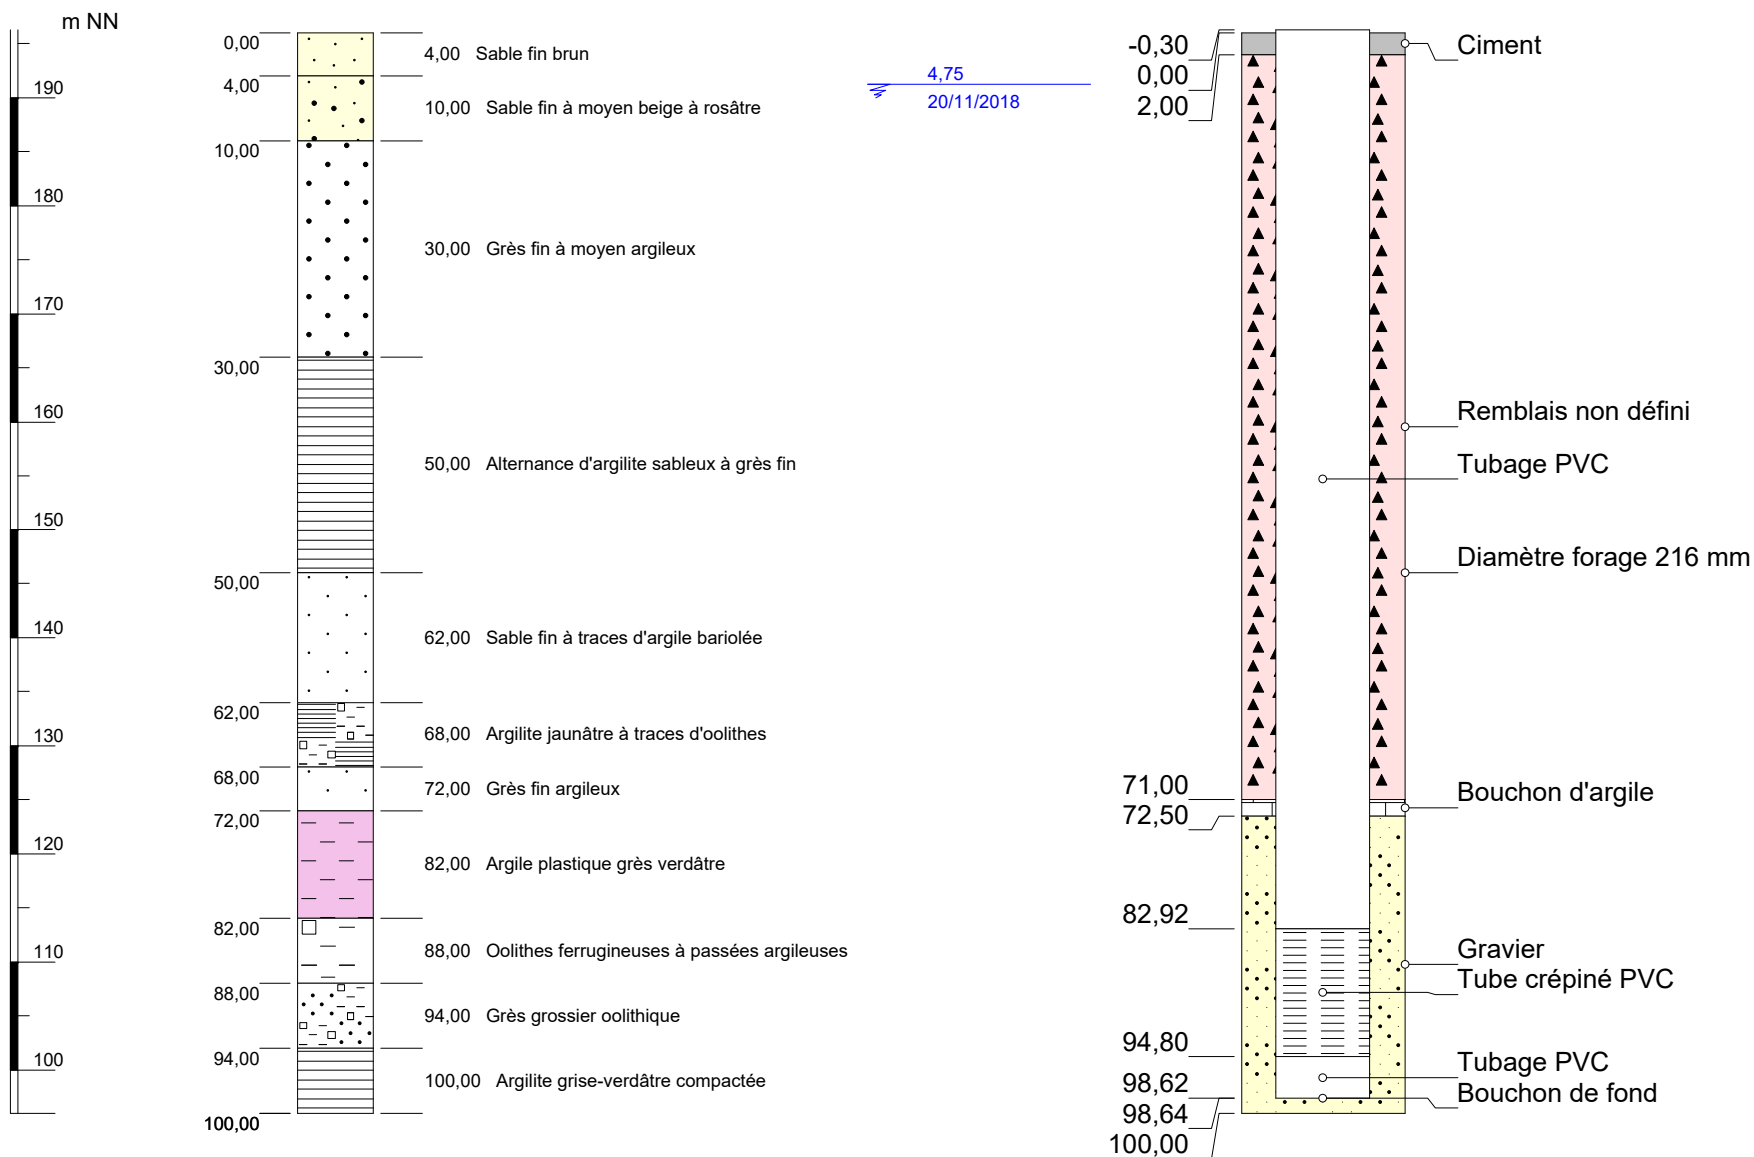 m NN
190
180
170
160
150
140
130
120
110
100
0,00
4,00 Sable fin brun
4,00
10,00 Sable fin à moyen beige à rosâtre
10,00
30,00 Grès fin à moyen argileux
30,00
50,00 Alternance d'argilite sableux à grès fin
50,00
62,00 Sable fin à traces d'argile bariolée
62,00
68,00 Argilite jaunâtre à traces d'oolithes
68,00
72,00 Grès fin argileux
72,00
82,00 Argile plastique grès verdâtre
82,00
88,00 Oolithes ferrugineuses à passées argileuses
88,00
94,00 Grès grossier oolithique
94,00
100,00 Argilite grise-verdâtre compactée
100,00
4,75
20/11/2018
-0,30
0,00
2,00
71,00
72,50
82,92
94,80
98,62
98,64
100,00
Ciment
Remblais non défini
Tubage PVC
Diamètre forage 216 mm
Bouchon d'argile
Gravier
Tube crépiné PVC
Tubage PVC
Bouchon de fond